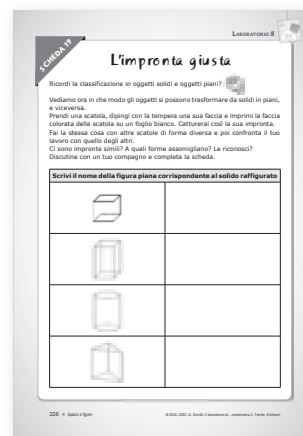 LABORATORIO 8
SCHEDA 19
L'impronta giusta
Ricordi la classificazione in oggetti solidi e oggetti piani?
Vediamo ora in che modo gli oggetti si possono trasformare da solidi in piani,
e viceversa.
Prendi una scatola, dipingi con la tempera una sua faccia e imprimi la faccia
colorata della scatola su un foglio bianco. Catturerai così la sua impronta.
Fai la stessa cosa con altre scatole di forma diversa e poi confronta il tuo
lavoro con quello degli altri.
Ci sono impronte simili? A quali forme assomigliano? Le riconosci?
Discutine con un tuo compagno e completa la scheda.
Scrivi il nome della figura piana corrispondente al solido raffigurato
Spazio e figure